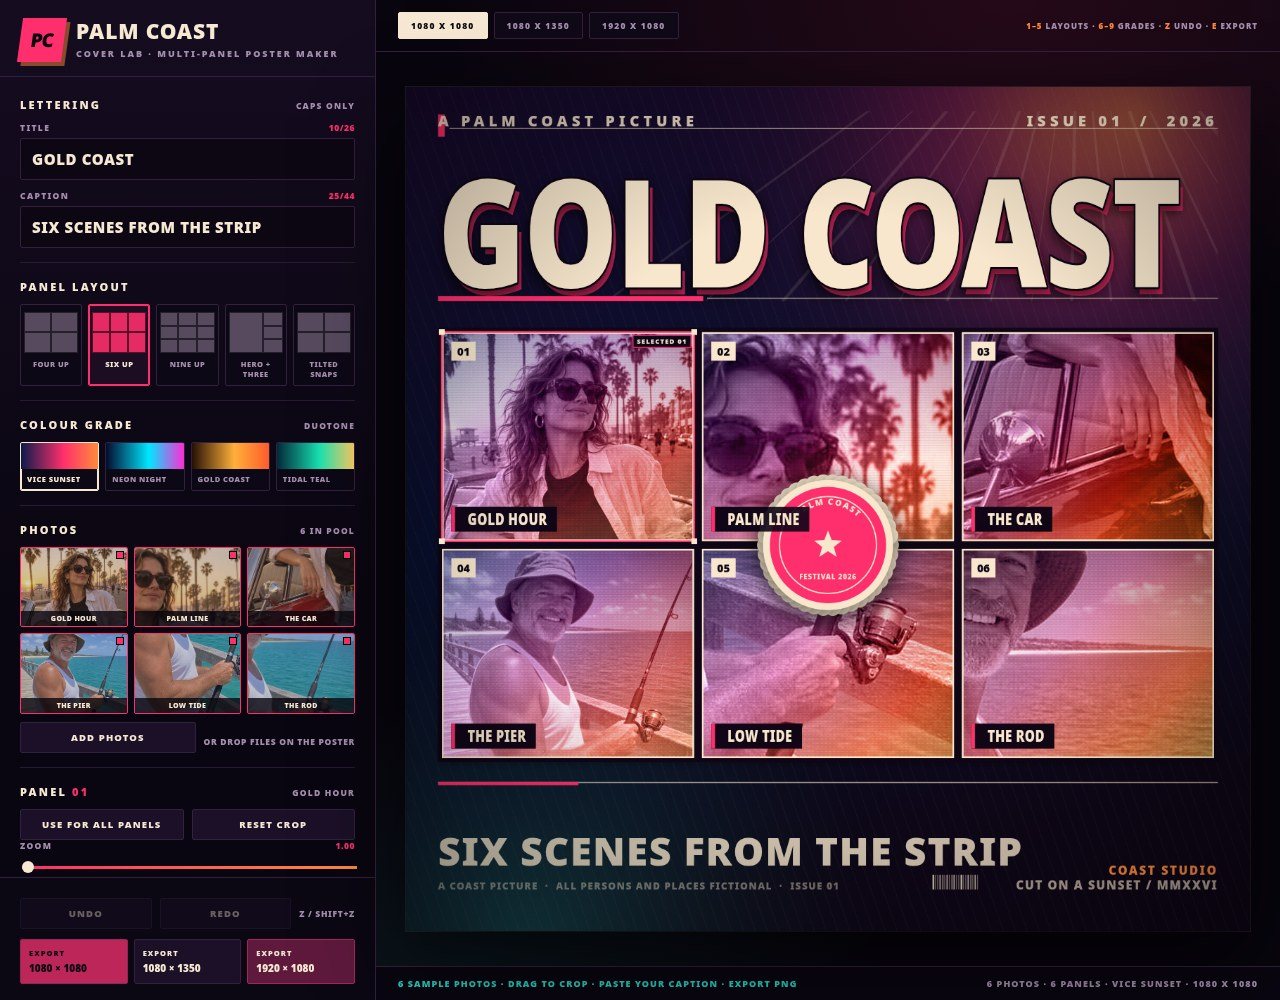 PC
PALM COAST
COVER LAB · MULTI-PANEL POSTER MAKER
LETTERING
CAPS ONLY
TITLE
10/26
GOLD COAST
CAPTION
25/44
SIX SCENES FROM THE STRIP
PANEL LAYOUT
FOUR UP
SIX UP
NINE UP
HERO +
THREE
TILTED
SNAPS
COLOUR GRADE
DUOTONE
VICE SUNSET
NEON NIGHT
GOLD COAST
TIDAL TEAL
PHOTOS
6 IN POOL
GOLD HOUR
PALM LINE
THE CAR
THE PIER
LOW TIDE
THE ROD
ADD PHOTOS
OR DROP FILES ON THE POSTER
PANEL 01
GOLD HOUR
USE FOR ALL PANELS
RESET CROP
ZOOM
1.00
UNDO
REDO
Z / SHIFT+Z
EXPORT
1080 × 1080
EXPORT
1080 × 1350
EXPORT
1920 × 1080
1080 X 1080
1080 X 1350
1920 X 1080
1–5 LAYOUTS · 6–9 GRADES · Z UNDO · E EXPORT
A PALM COAST PICTURE
ISSUE 01 / 2026
GOLD COAST
SELECTED 01
01
GOLD HOUR
02
PALM LINE
03
THE CAR
LM COAST
FESTIVAL 2026
04
THE PIER
05
LOW TIDE
06
THE ROD
SIX SCENES FROM THE STRIP
A COAST PICTURE · ALL PERSONS AND PLACES FICTIONAL · ISSUE 01
COAST STUDIO
CUT ON A SUNSET / MMXXVI
6 SAMPLE PHOTOS · DRAG TO CROP · PASTE YOUR CAPTION · EXPORT PNG
6 PHOTOS · 6 PANELS · VICE SUNSET · 1080 X 1080